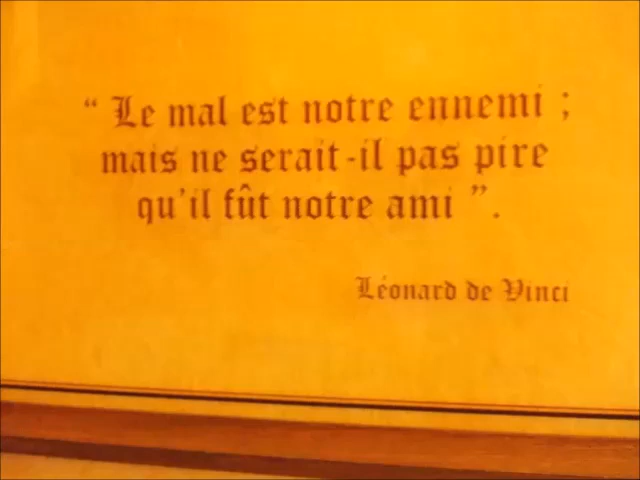 “ Le mal est notre ennemi ;
mais ne serait-il pas pire
qu'il fût notre ami ”.
Léonard de Vinci